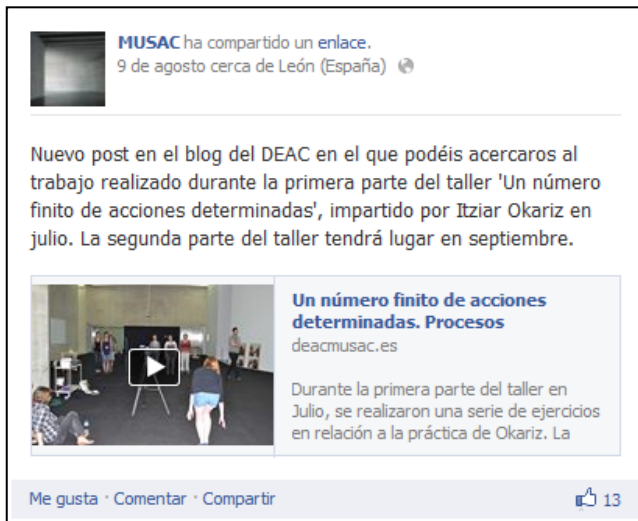 MUSAC ha compartido un enlace.
9 de agosto cerca de León (España)
Nuevo post en el blog del DEAC en el que podéis acercaros al
trabajo realizado durante la primera parte del taller 'Un número
finito de acciones determinadas', impartido por Itziar Okariz en
julio. La segunda parte del taller tendrá lugar en septiembre.
Un número finito de acciones
determinadas. Procesos
deacmusac.es
Durante la primera parte del taller en
Julio, se realizaron una serie de ejercicios
en relación a la práctica de Okariz. La
Me gusta · Comentar · Compartir 13